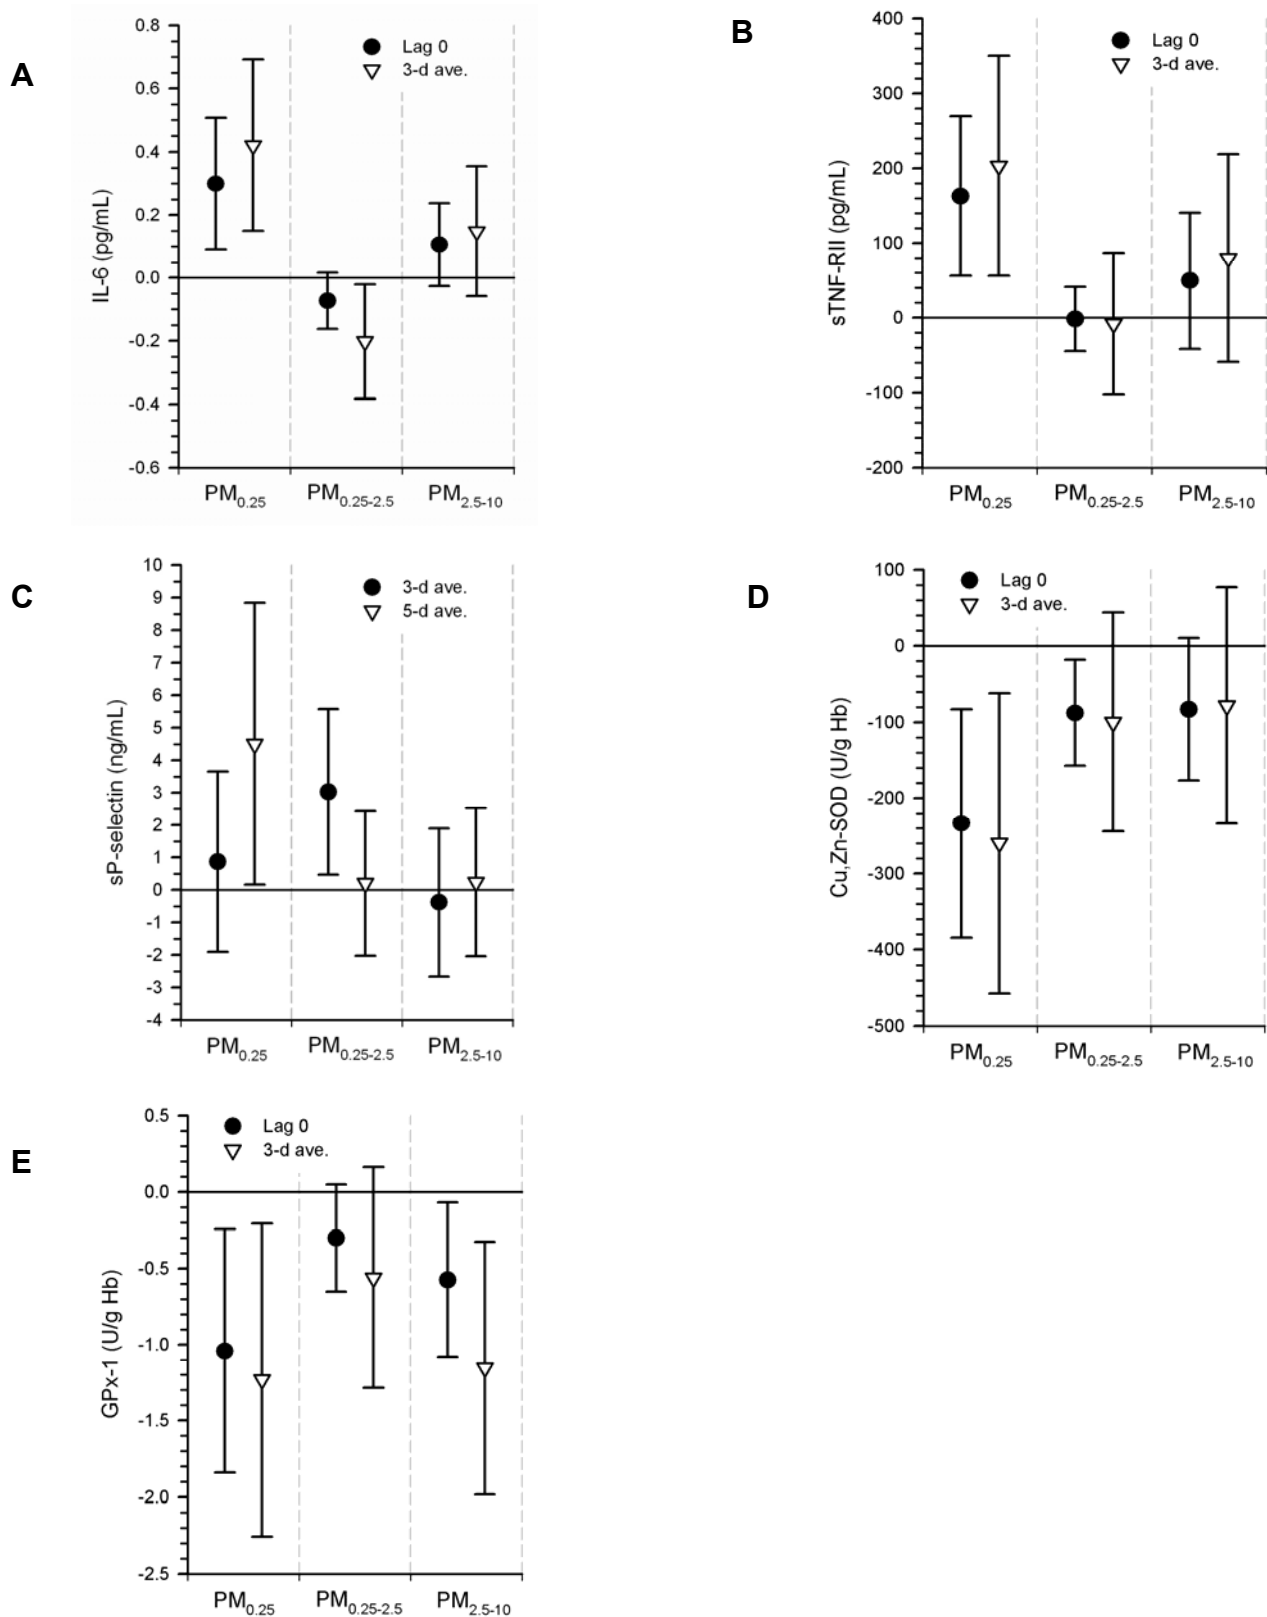 A
Lag 0
3-d ave.
IL-6 (pg/mL)
0.8
0.6
0.4
0.2
0.0
-0.2
-0.4
-0.6
PM0.25 PM0.25-2.5 PM2.5-10
B
Lag 0
3-d ave.
sTNF-RII (pg/mL)
400
300
200
100
0
-100
-200
PM0.25 PM0.25-2.5 PM2.5-10
C
3-d ave.
5-d ave.
sP-selectin (ng/mL)
10
9
8
7
6
5
4
3
2
1
0
-1
-2
-3
-4
PM0.25 PM0.25-2.5 PM2.5-10
D
Lag 0
3-d ave.
Cu,Zn-SOD (U/g Hb)
100
0
-100
-200
-300
-400
-500
PM0.25 PM0.25-2.5 PM2.5-10
E
Lag 0
3-d ave.
GPx-1 (U/g Hb)
0.5
0.0
-0.5
-1.0
-1.5
-2.0
-2.5
PM0.25 PM0.25-2.5 PM2.5-10